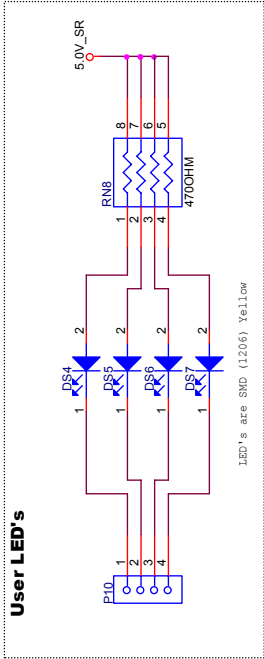 User LED's
5.0V_SR
RN8
8
7
6
5
1
2
3
4
470OHM
DS4
1
2
DS5
1
2
DS6
1
2
DS7
1
2
P10
1
2
3
4
LED's are SMD (1206) Yellow